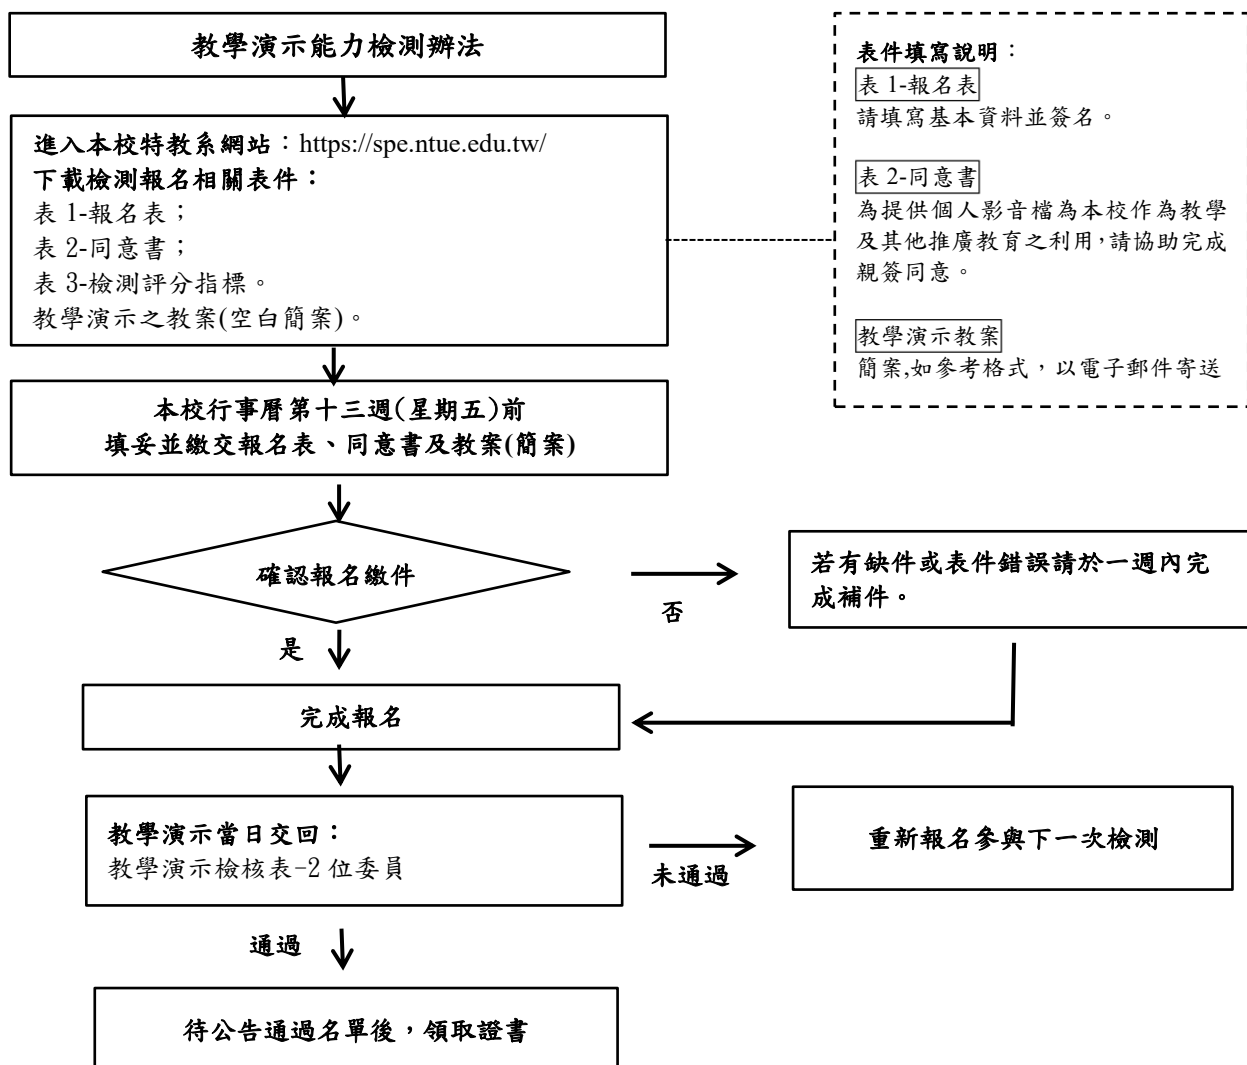 教學演示能力檢測辦法
進入本校特教系網站：https://spe.ntue.edu.tw/
下載檢測報名相關表件：
表 1-報名表；
表 2-同意書；
表 3-檢測評分指標。
教學演示之教案(空白簡案)。
表件填寫說明：
表 1-報名表
請填寫基本資料並簽名。
表 2-同意書
為提供個人影音檔為本校作為教學
及其他推廣教育之利用，請協助完成
親簽同意。
教學演示教案
簡案,如參考格式，以電子郵件寄送
本校行事曆第十三週(星期五)前
填妥並繳交報名表、同意書及教案(簡案)
確認報名繳件
否
若有缺件或表件錯誤請於一週內完
成補件。
是
完成報名
教學演示當日交回：
教學演示檢核表-2 位委員
未通過
重新報名參與下一次檢測
通過
待公告通過名單後，領取證書